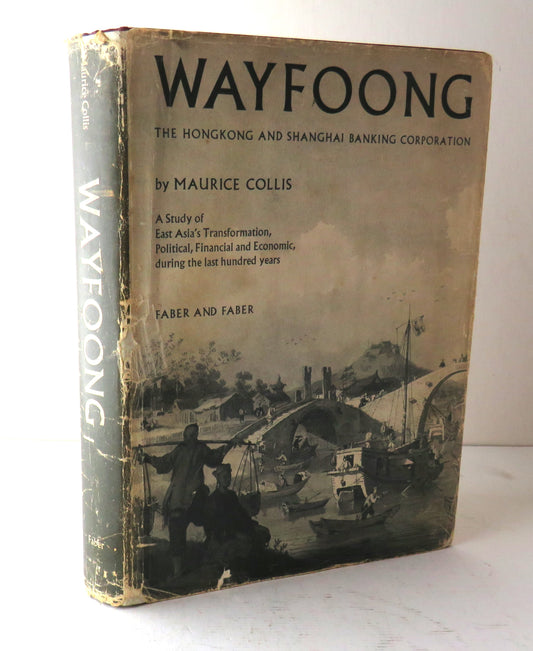 WAYFOONG
THE HONGKONG AND SHANGHAI BANKING CORPORATION
by MAURICE COLLIS
A Study of
East Asia's Transformation,
Political, Financial and Economic,
during the last hundred years
FABER AND FABER
Maurice Collis
WAYFOONG
Faber